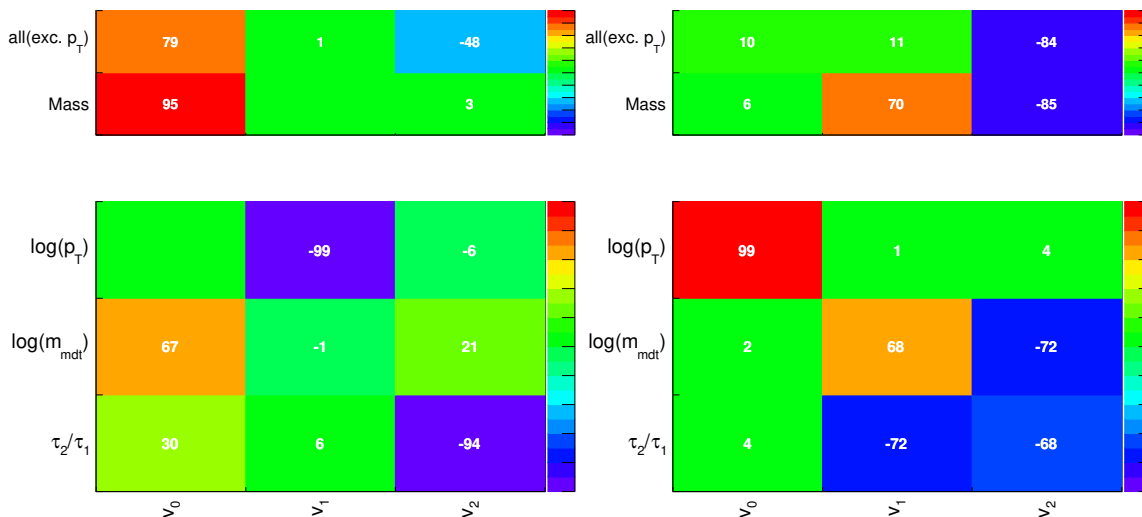 all(exc. p_T) 79 1 -48
Mass 95 3
all(exc. p_T) 10 11 -84
Mass 6 70 -85
log(p_T) -99 -6
log(m_mdt) 67 -1 21
τ_2/τ_1 30 6 -94
v_0 v_1 v_2
log(p_T) 99 1 4
log(m_mdt) 2 68 -72
τ_2/τ_1 4 -72 -68
v_0 v_1 v_2